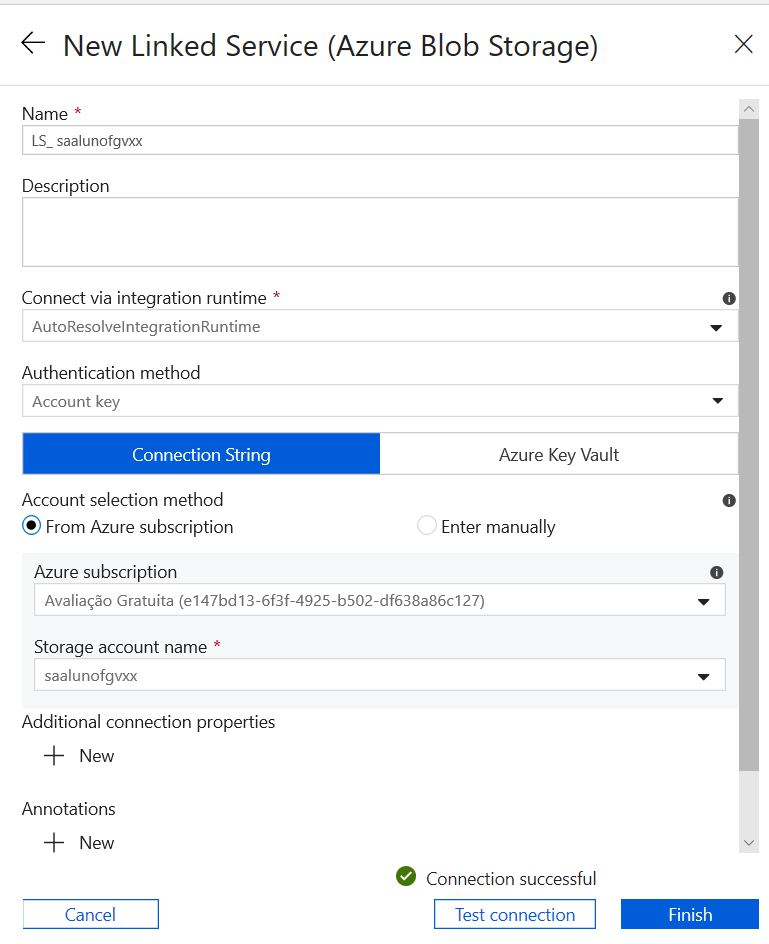 New Linked Service (Azure Blob Storage)
Name *
LS_ saalunofgvxx
Description
Connect via integration runtime *
AutoResolveIntegrationRuntime
Authentication method
Account key
Connection String Azure Key Vault
Account selection method
From Azure subscription Enter manually
Azure subscription
Avaliação Gratuita (e147bd13-6f3f-4925-b502-df638a86c127)
Storage account name *
saalunofgvxx
Additional connection properties
New
Annotations
New
Connection successful
Cancel Test connection Finish